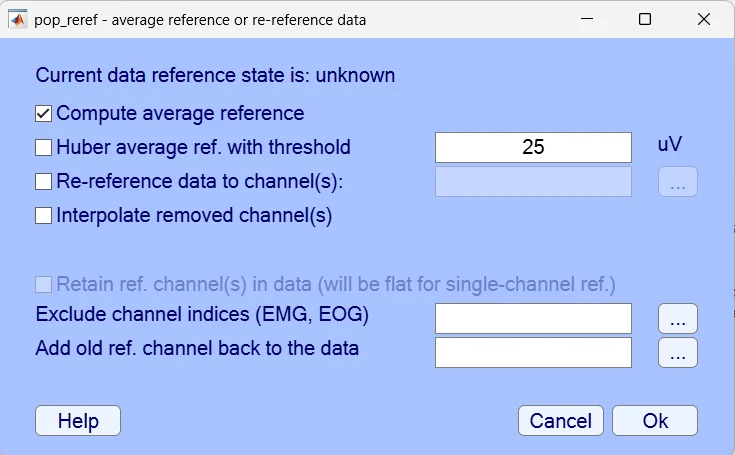 pop_reref - average reference or re-reference data
Current data reference state is: unknown
Compute average reference
Huber average ref. with threshold 25 uV
Re-reference data to channel(s): ...
Interpolate removed channel(s)
Retain ref. channel(s) in data (will be flat for single-channel ref.)
Exclude channel indices (EMG, EOG) ...
Add old ref. channel back to the data ...
Help Cancel Ok